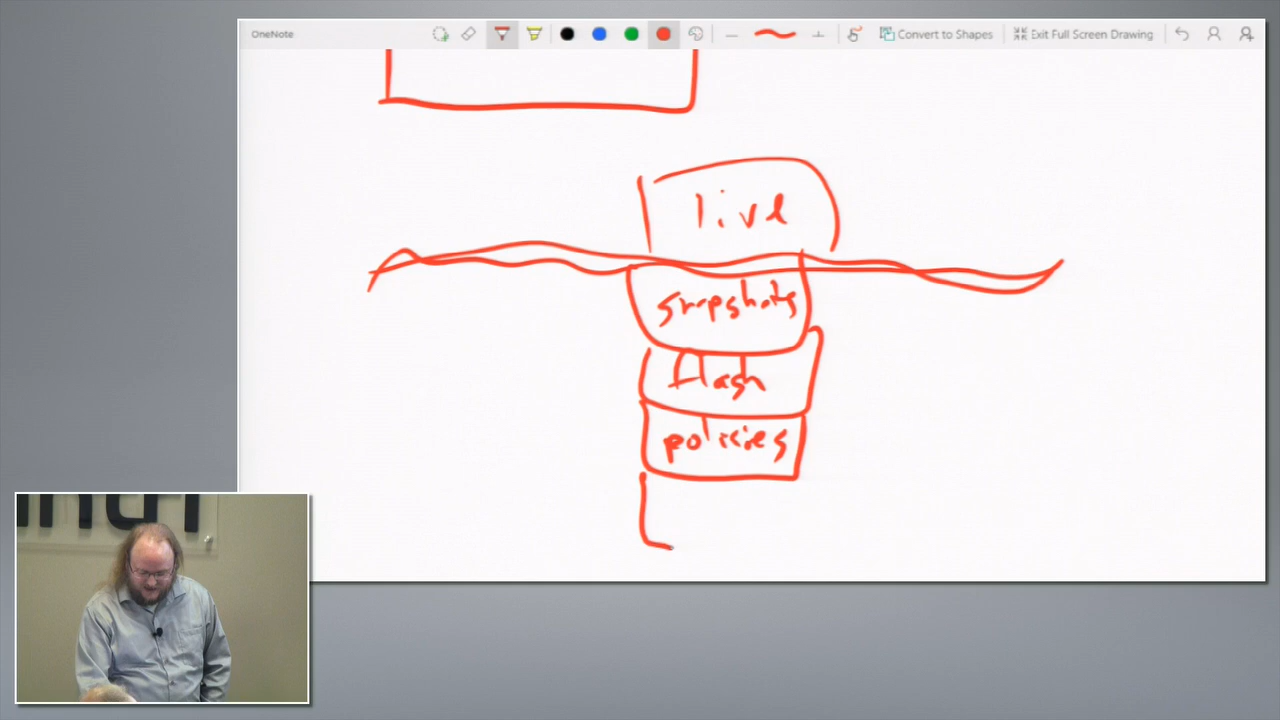 OneNote
Convert to Shapes
Exit Full Screen Drawing
live
snapshots
flash
policies